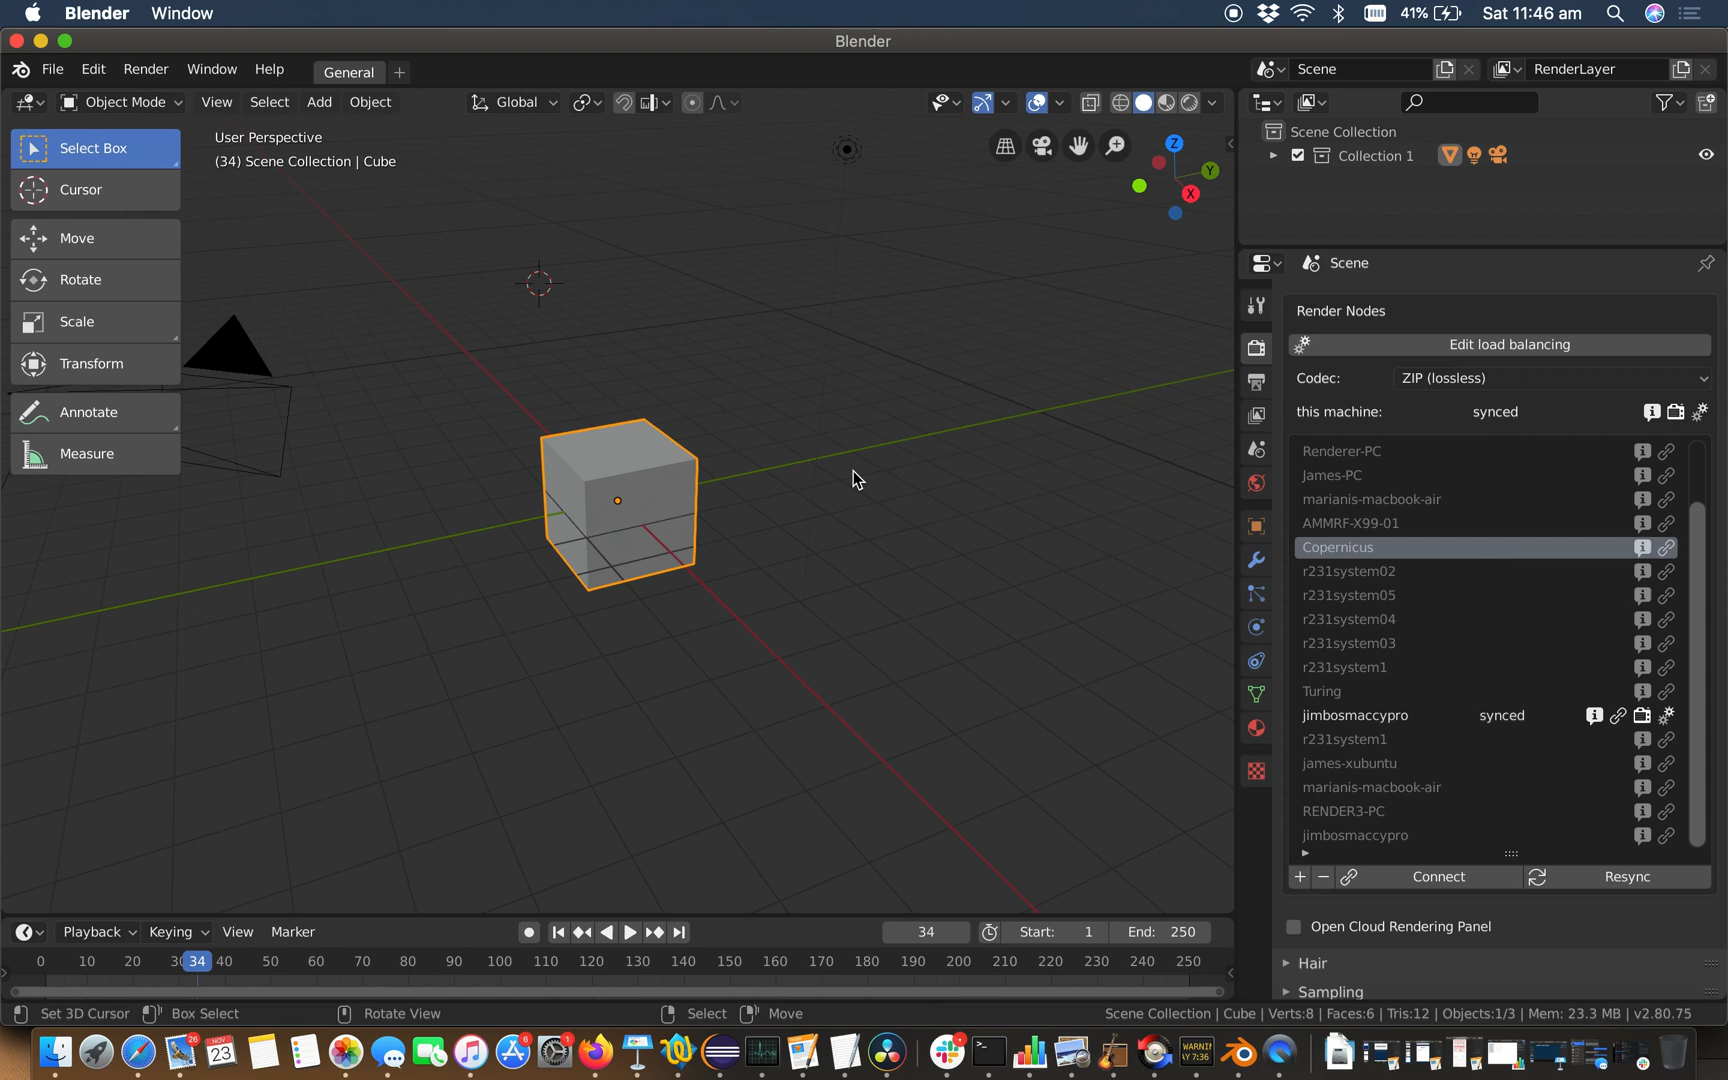 Blender Window 41% Sat 11:46 am
Blender
File Edit Render Window Help General + Scene RenderLayer
Object Mode View Select Add Object Global
Select Box
Cursor
Move
Rotate
Scale
Transform
Annotate
Measure
User Perspective
(34) Scene Collection | Cube
Z
Y
X
Scene Collection
Collection 1
Scene
Render Nodes
Edit load balancing
Codec: ZIP (lossless)
this machine: synced
Renderer-PC
James-PC
marianis-macbook-air
AMMRF-X99-01
Copernicus
r231system02
r231system05
r231system04
r231system03
r231system1
Turing
jimbosmaccypro synced
r231system1
james-xubuntu
marianis-macbook-air
RENDER3-PC
jimbosmaccypro
+ − Connect Resync
Open Cloud Rendering Panel
Hair
Sampling
Playback Keying View Marker 34 Start: 1 End: 250
0 10 20 30 34 40 50 60 70 80 90 100 110 120 130 140 150 160 170 180 190 200 210 220 230 240 250
Set 3D Cursor Box Select Rotate View Select Move Scene Collection | Cube | Verts:8 | Faces:6 | Tris:12 | Objects:1/3 | Mem: 23.3 MB | v2.80.75
26 NOV 23 6 1